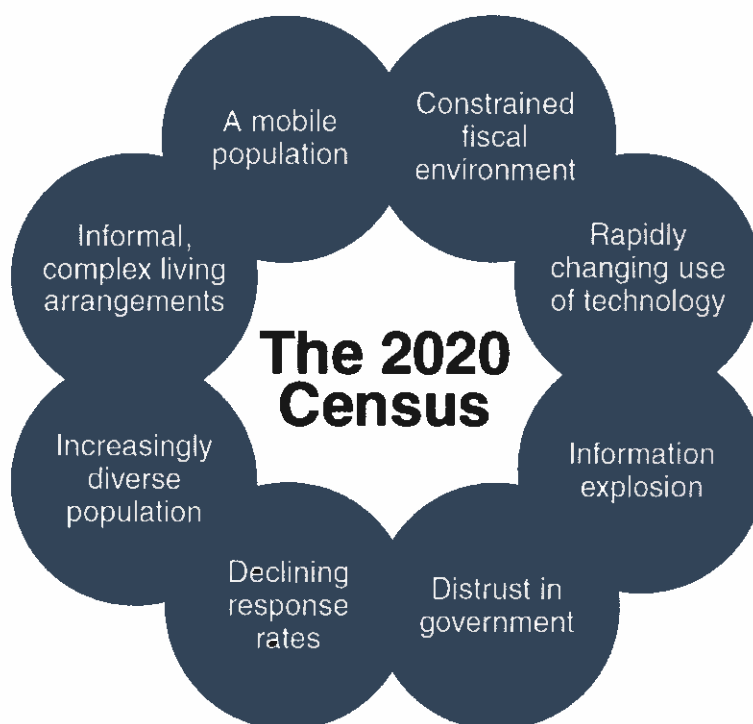 The 2020
Census
Constrained
fiscal
environment
Rapidly
changing use
of technology
Information
explosion
Distrust in
government
Declining
response
rates
Increasingly
diverse
population
Informal,
complex living
arrangements
A mobile
population